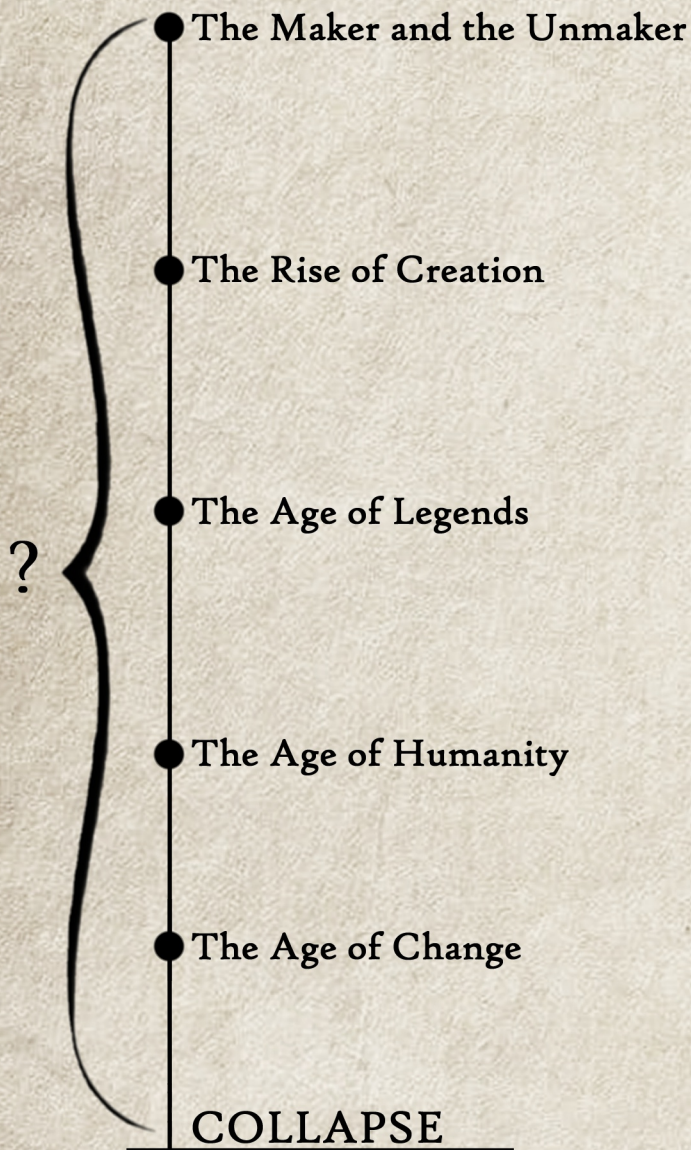 The Maker and the Unmaker
The Rise of Creation
The Age of Legends
?
The Age of Humanity
The Age of Change
COLLAPSE